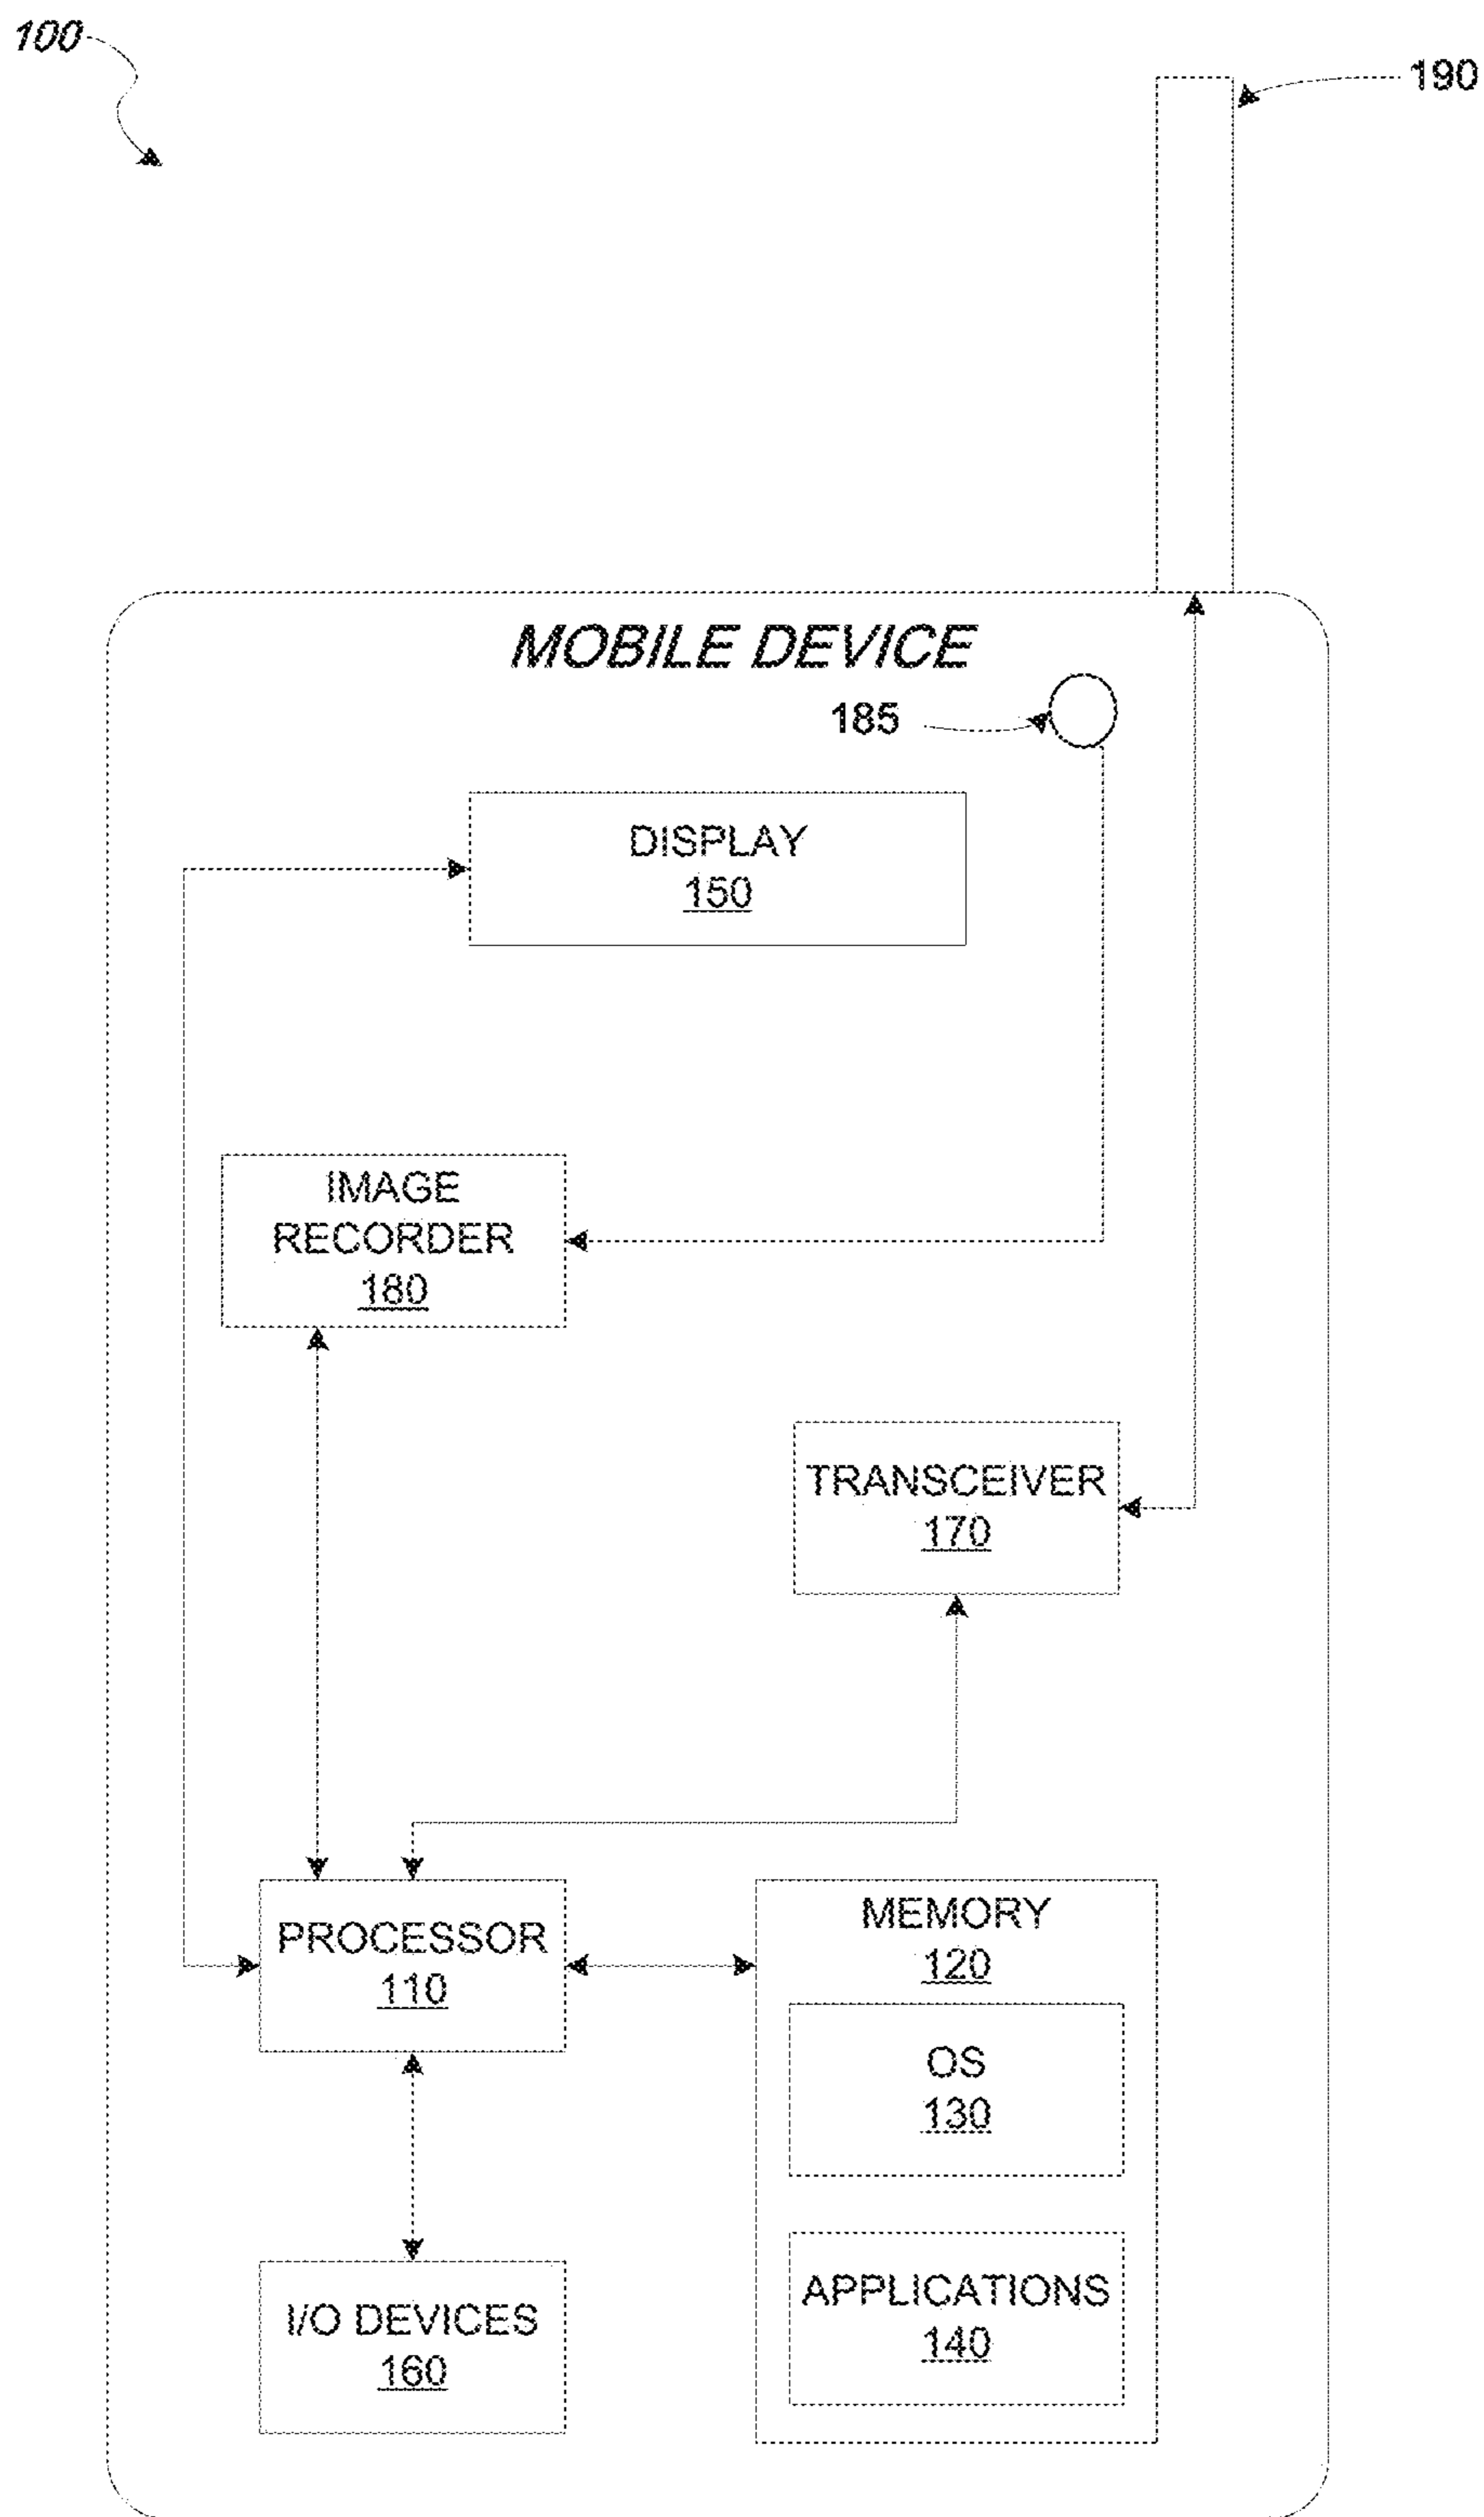 100
190
MOBILE DEVICE
185
DISPLAY
150
IMAGE
RECORDER
180
TRANSCEIVER
170
PROCESSOR
110
MEMORY
120
OS
130
APPLICATIONS
140
I/O DEVICES
160